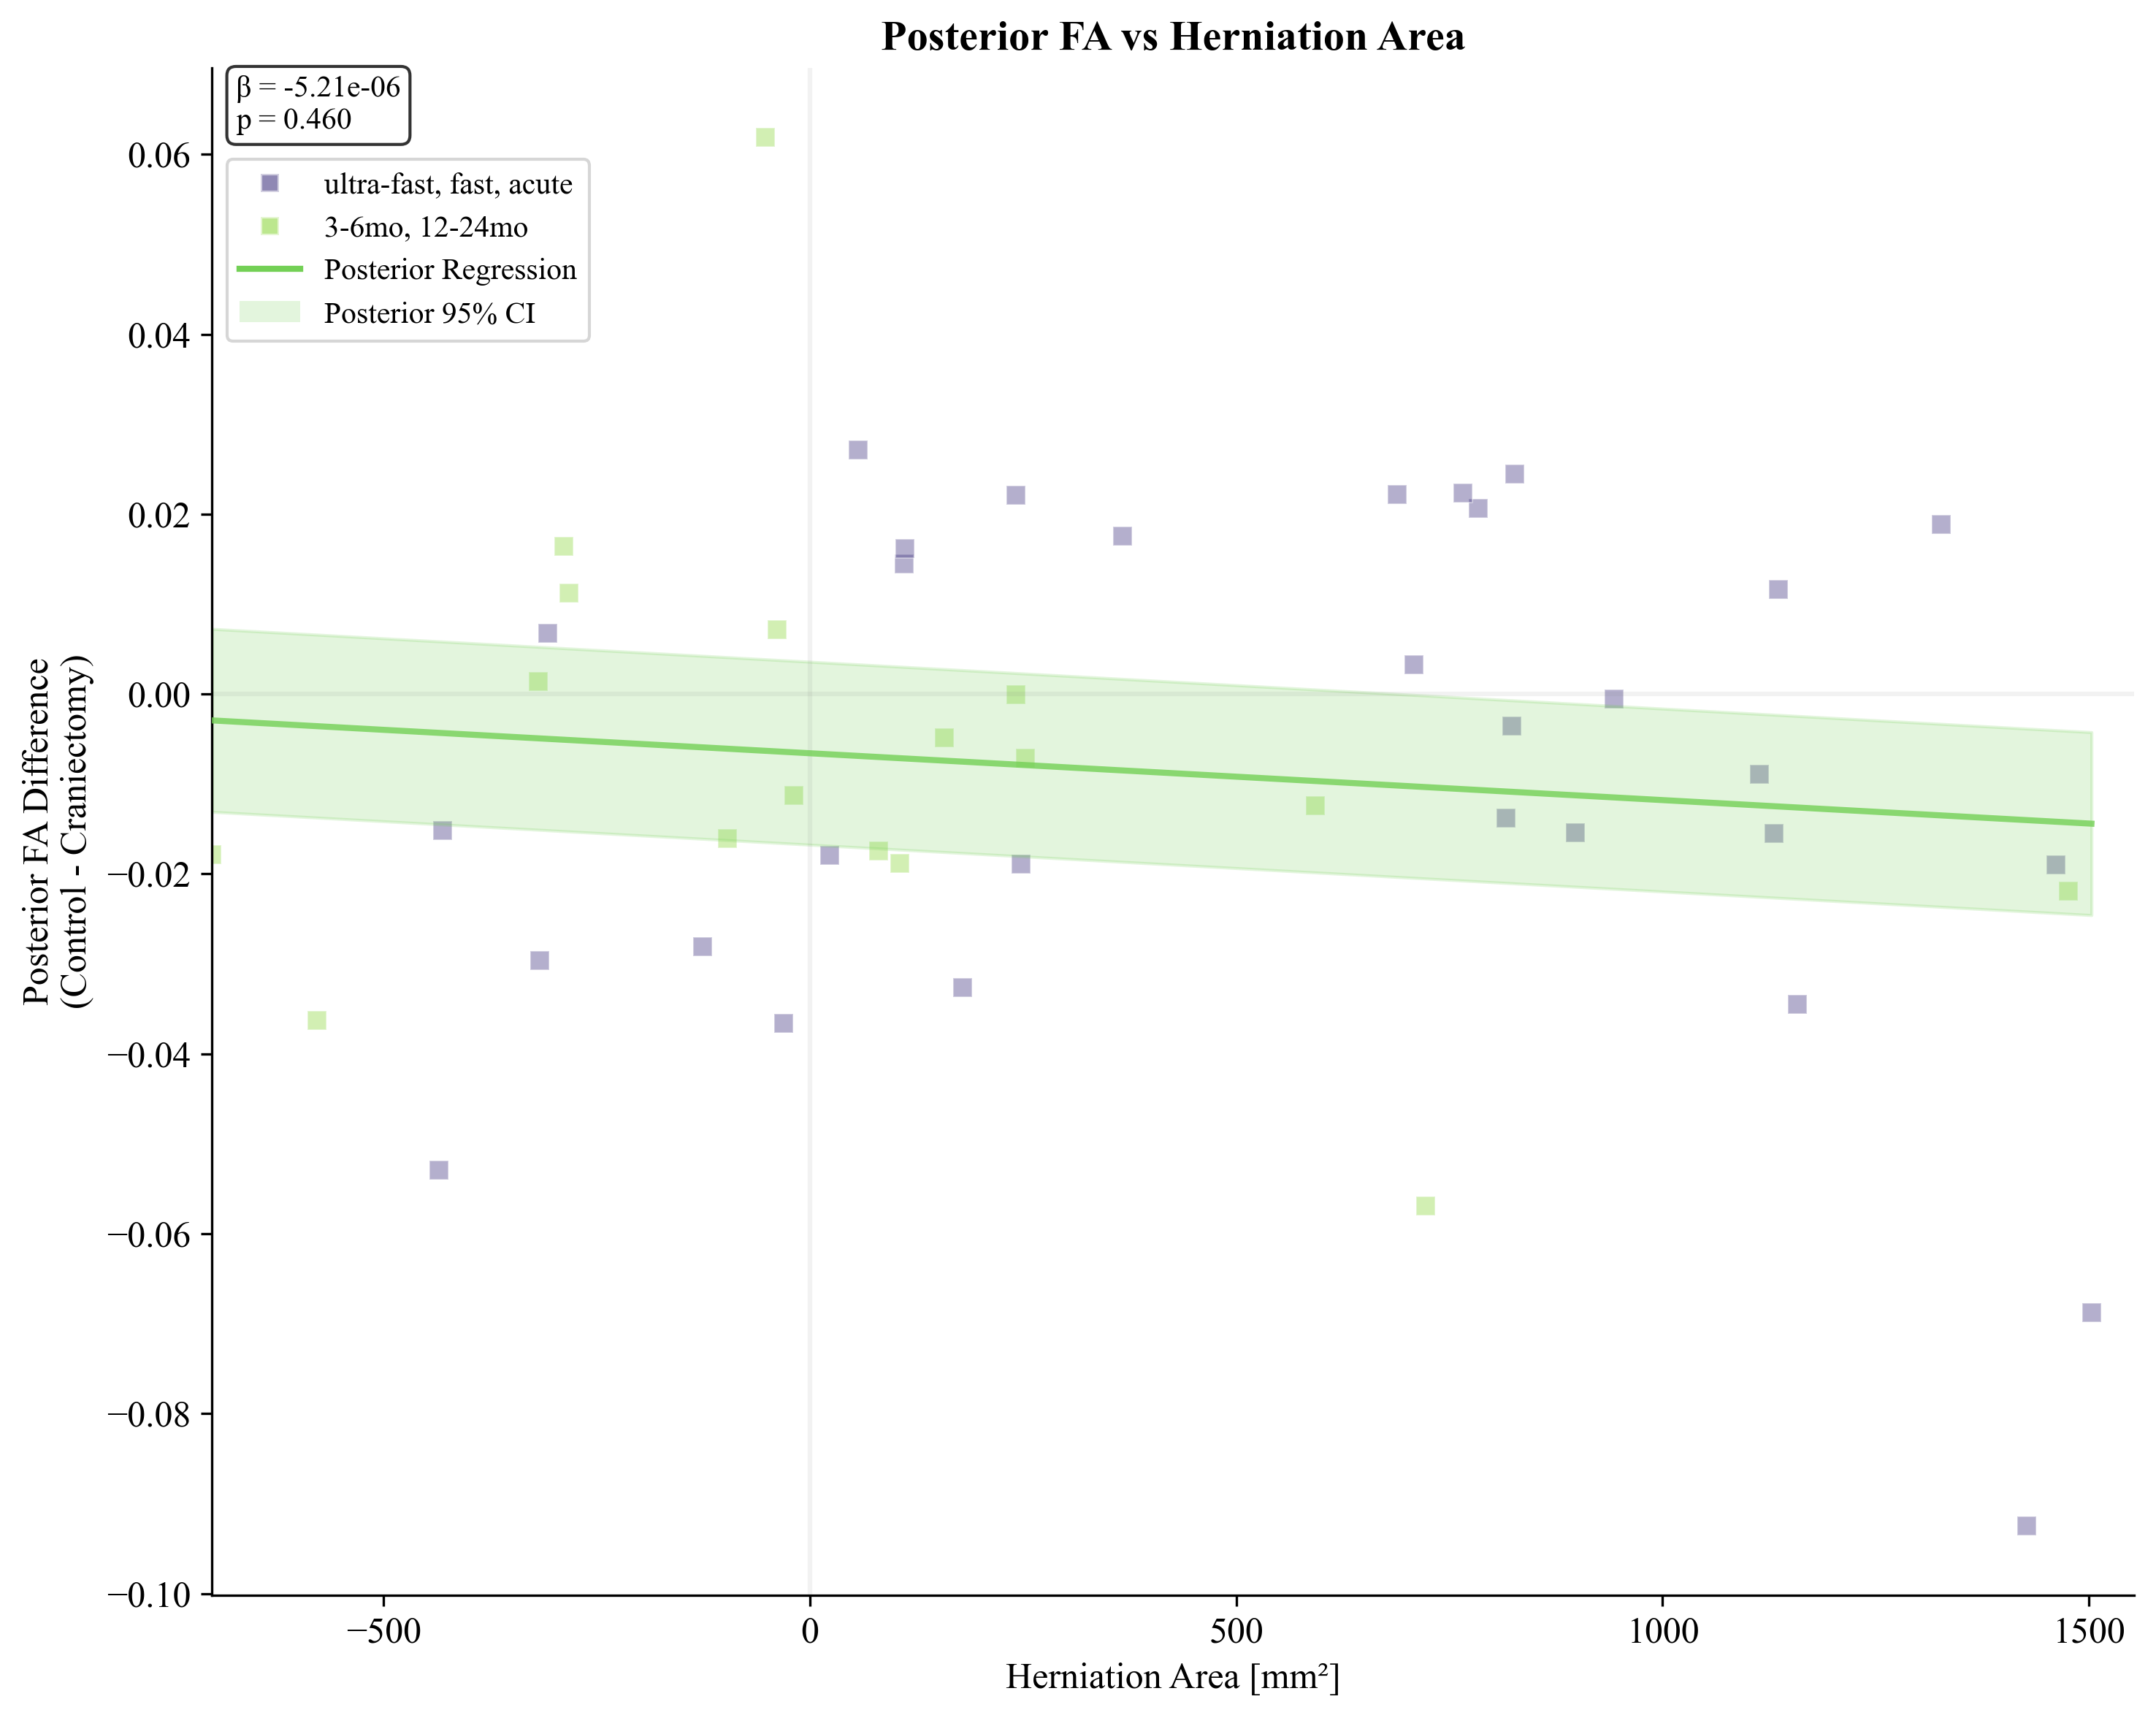 Posterior FA vs Herniation Area
β = -5.21e-06
p = 0.460
ultra-fast, fast, acute
3-6mo, 12-24mo
Posterior Regression
Posterior 95% CI
0.06
0.04
0.02
0.00
−0.02
−0.04
−0.06
−0.08
−0.10
Posterior FA Difference
(Control - Craniectomy)
−500
0
500
1000
1500
Herniation Area [mm²]